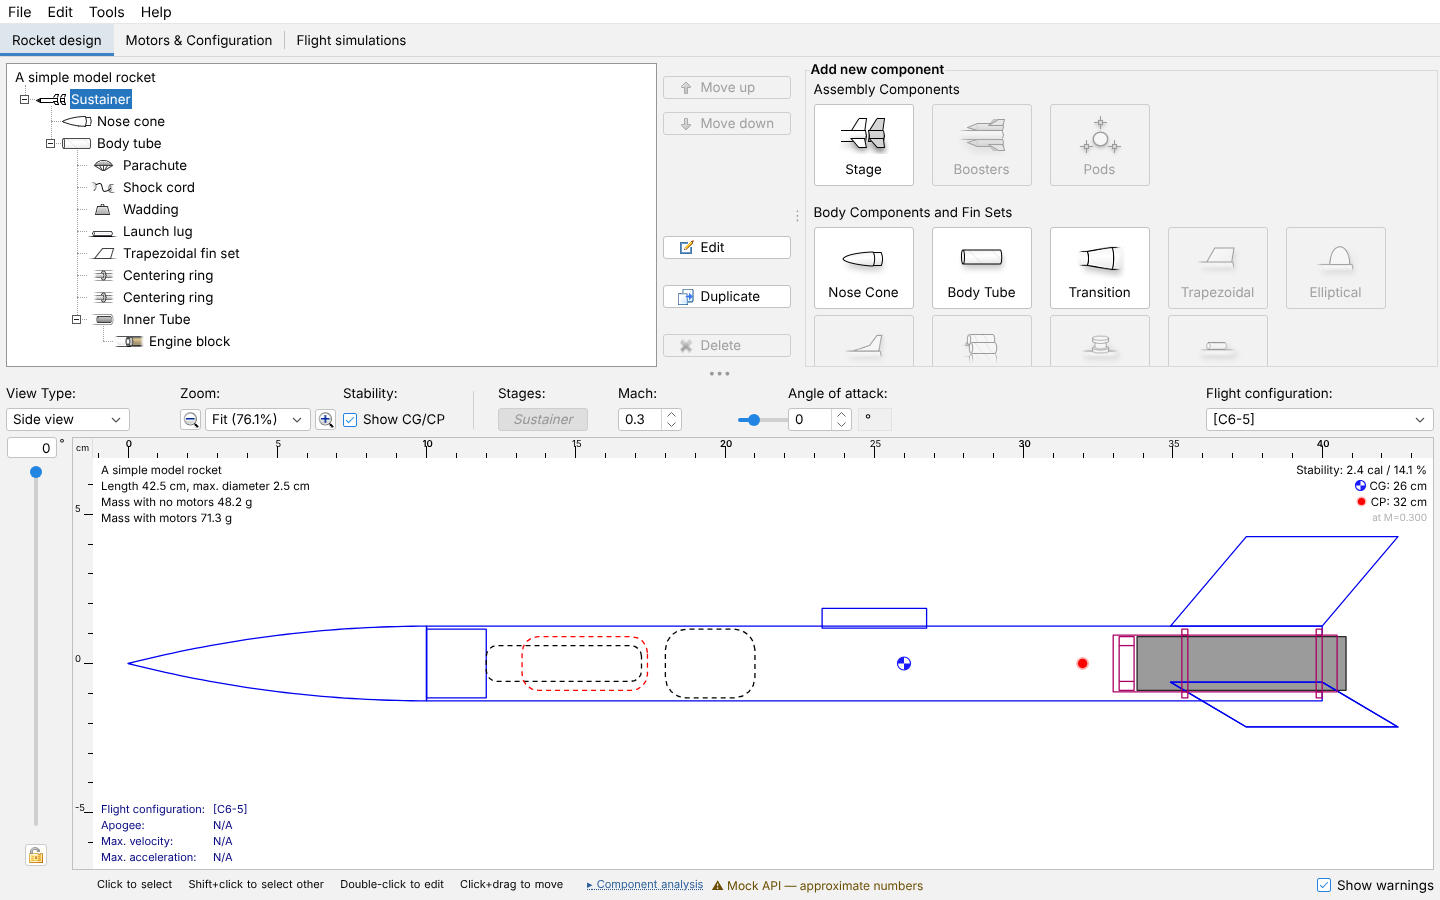 File Edit Tools Help
Rocket design Motors & Configuration Flight simulations
A simple model rocket
Sustainer
Nose cone
Body tube
Parachute
Shock cord
Wadding
Launch lug
Trapezoidal fin set
Centering ring
Centering ring
Inner Tube
Engine block
Move up
Move down
Edit
Duplicate
Delete
Add new component
Assembly Components
Stage Boosters Pods
Body Components and Fin Sets
Nose Cone Body Tube Transition Trapezoidal Elliptical
View Type: Zoom: Stability: Stages: Mach: Angle of attack: Flight configuration:
Side view Fit (76.1%) Show CG/CP Sustainer 0.3 0 ° [C6-5]
0 °
cm 0 5 10 15 20 25 30 35 40
5
0
-5
A simple model rocket
Length 42.5 cm, max. diameter 2.5 cm
Mass with no motors 48.2 g
Mass with motors 71.3 g
Stability: 2.4 cal / 14.1 %
CG: 26 cm
CP: 32 cm
at M=0.300
Flight configuration: [C6-5]
Apogee: N/A
Max. velocity: N/A
Max. acceleration: N/A
Click to select Shift+click to select other Double-click to edit Click+drag to move ▸ Component analysis ⚠ Mock API — approximate numbers Show warnings